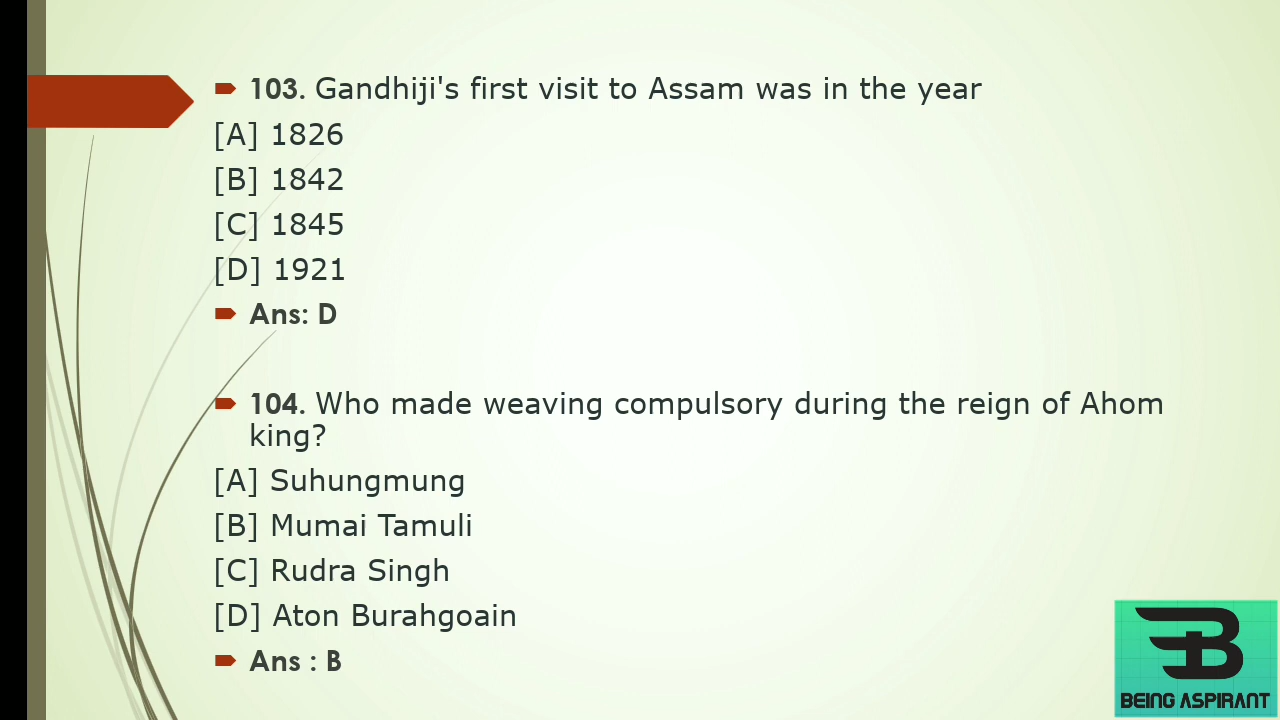 103. Gandhiji's first visit to Assam was in the year
[A] 1826
[B] 1842
[C] 1845
[D] 1921
Ans: D
104. Who made weaving compulsory during the reign of Ahom
king?
[A] Suhungmung
[B] Mumai Tamuli
[C] Rudra Singh
[D] Aton Burahgoain
Ans : B
BEING ASPIRANT